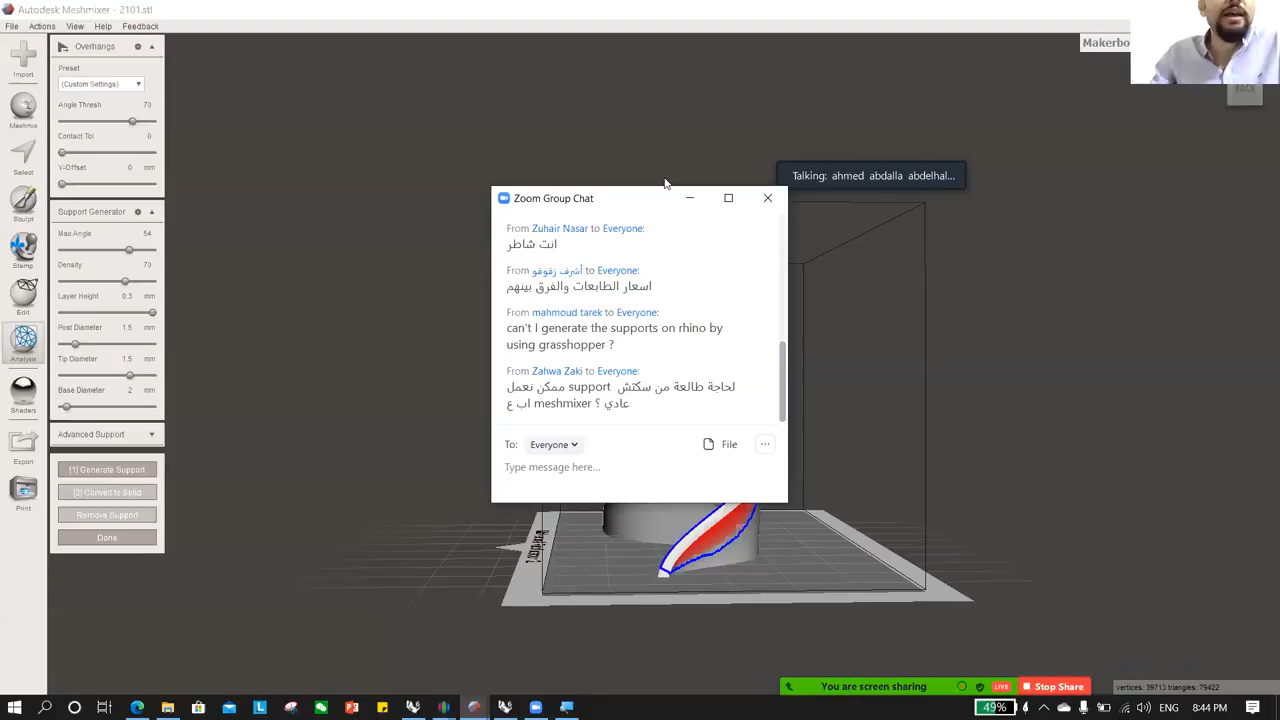 Autodesk Meshmixer - 2101.stl
File Actions View Help Feedback
Import
Meshmix
Select
Sculpt
Stamp
Edit
Analysis
Shaders
Export
Print
Overhangs
Preset
(Custom Settings)
Angle Thresh 70
Contact Tol 0
Y-Offset 0 mm
Support Generator
Max Angle 54
Density 70
Layer Height 0.3 mm
Post Diameter 1.5 mm
Tip Diameter 1.5 mm
Base Diameter 2 mm
Advanced Support
[1] Generate Support
[2] Convert to Solid
Remove Support
Done
BACK
Talking: ahmed abdalla abdelhal...
Zoom Group Chat
From Zuhair Nasar to Everyone:
انت شاطر
From أشرف زقوقو to Everyone:
اسعار الطابعات والفرق بينهم
From mahmoud tarek to Everyone:
can't I generate the supports on rhino by
using grasshopper ?
From Zahwa Zaki to Everyone:
ممكن نعمل support لحاجة طالعة من سكتش
اب ع meshmixer عادي ؟
To: Everyone
File
Type message here...
You are screen sharing
LIVE
Stop Share
vertices: 39713 triangles: 79422
49%
ENG
8:44 PM